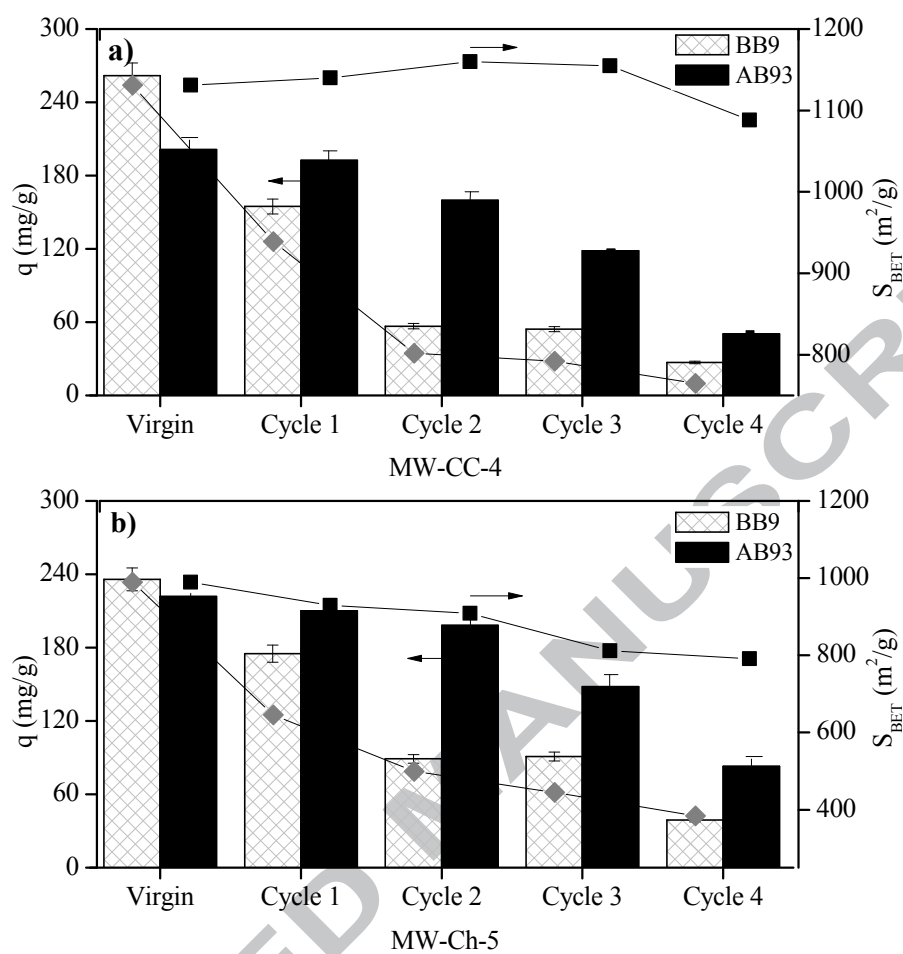 a)
BB9
AB93
300
240
180
120
60
0
q (mg/g)
1200
1100
1000
900
800
S_BET (m²/g)
Virgin Cycle 1 Cycle 2 Cycle 3 Cycle 4
MW-CC-4
b)
BB9
AB93
300
240
180
120
60
0
q (mg/g)
1200
1000
800
600
400
S_BET (m²/g)
Virgin Cycle 1 Cycle 2 Cycle 3 Cycle 4
MW-Ch-5
ED MANUSCRI